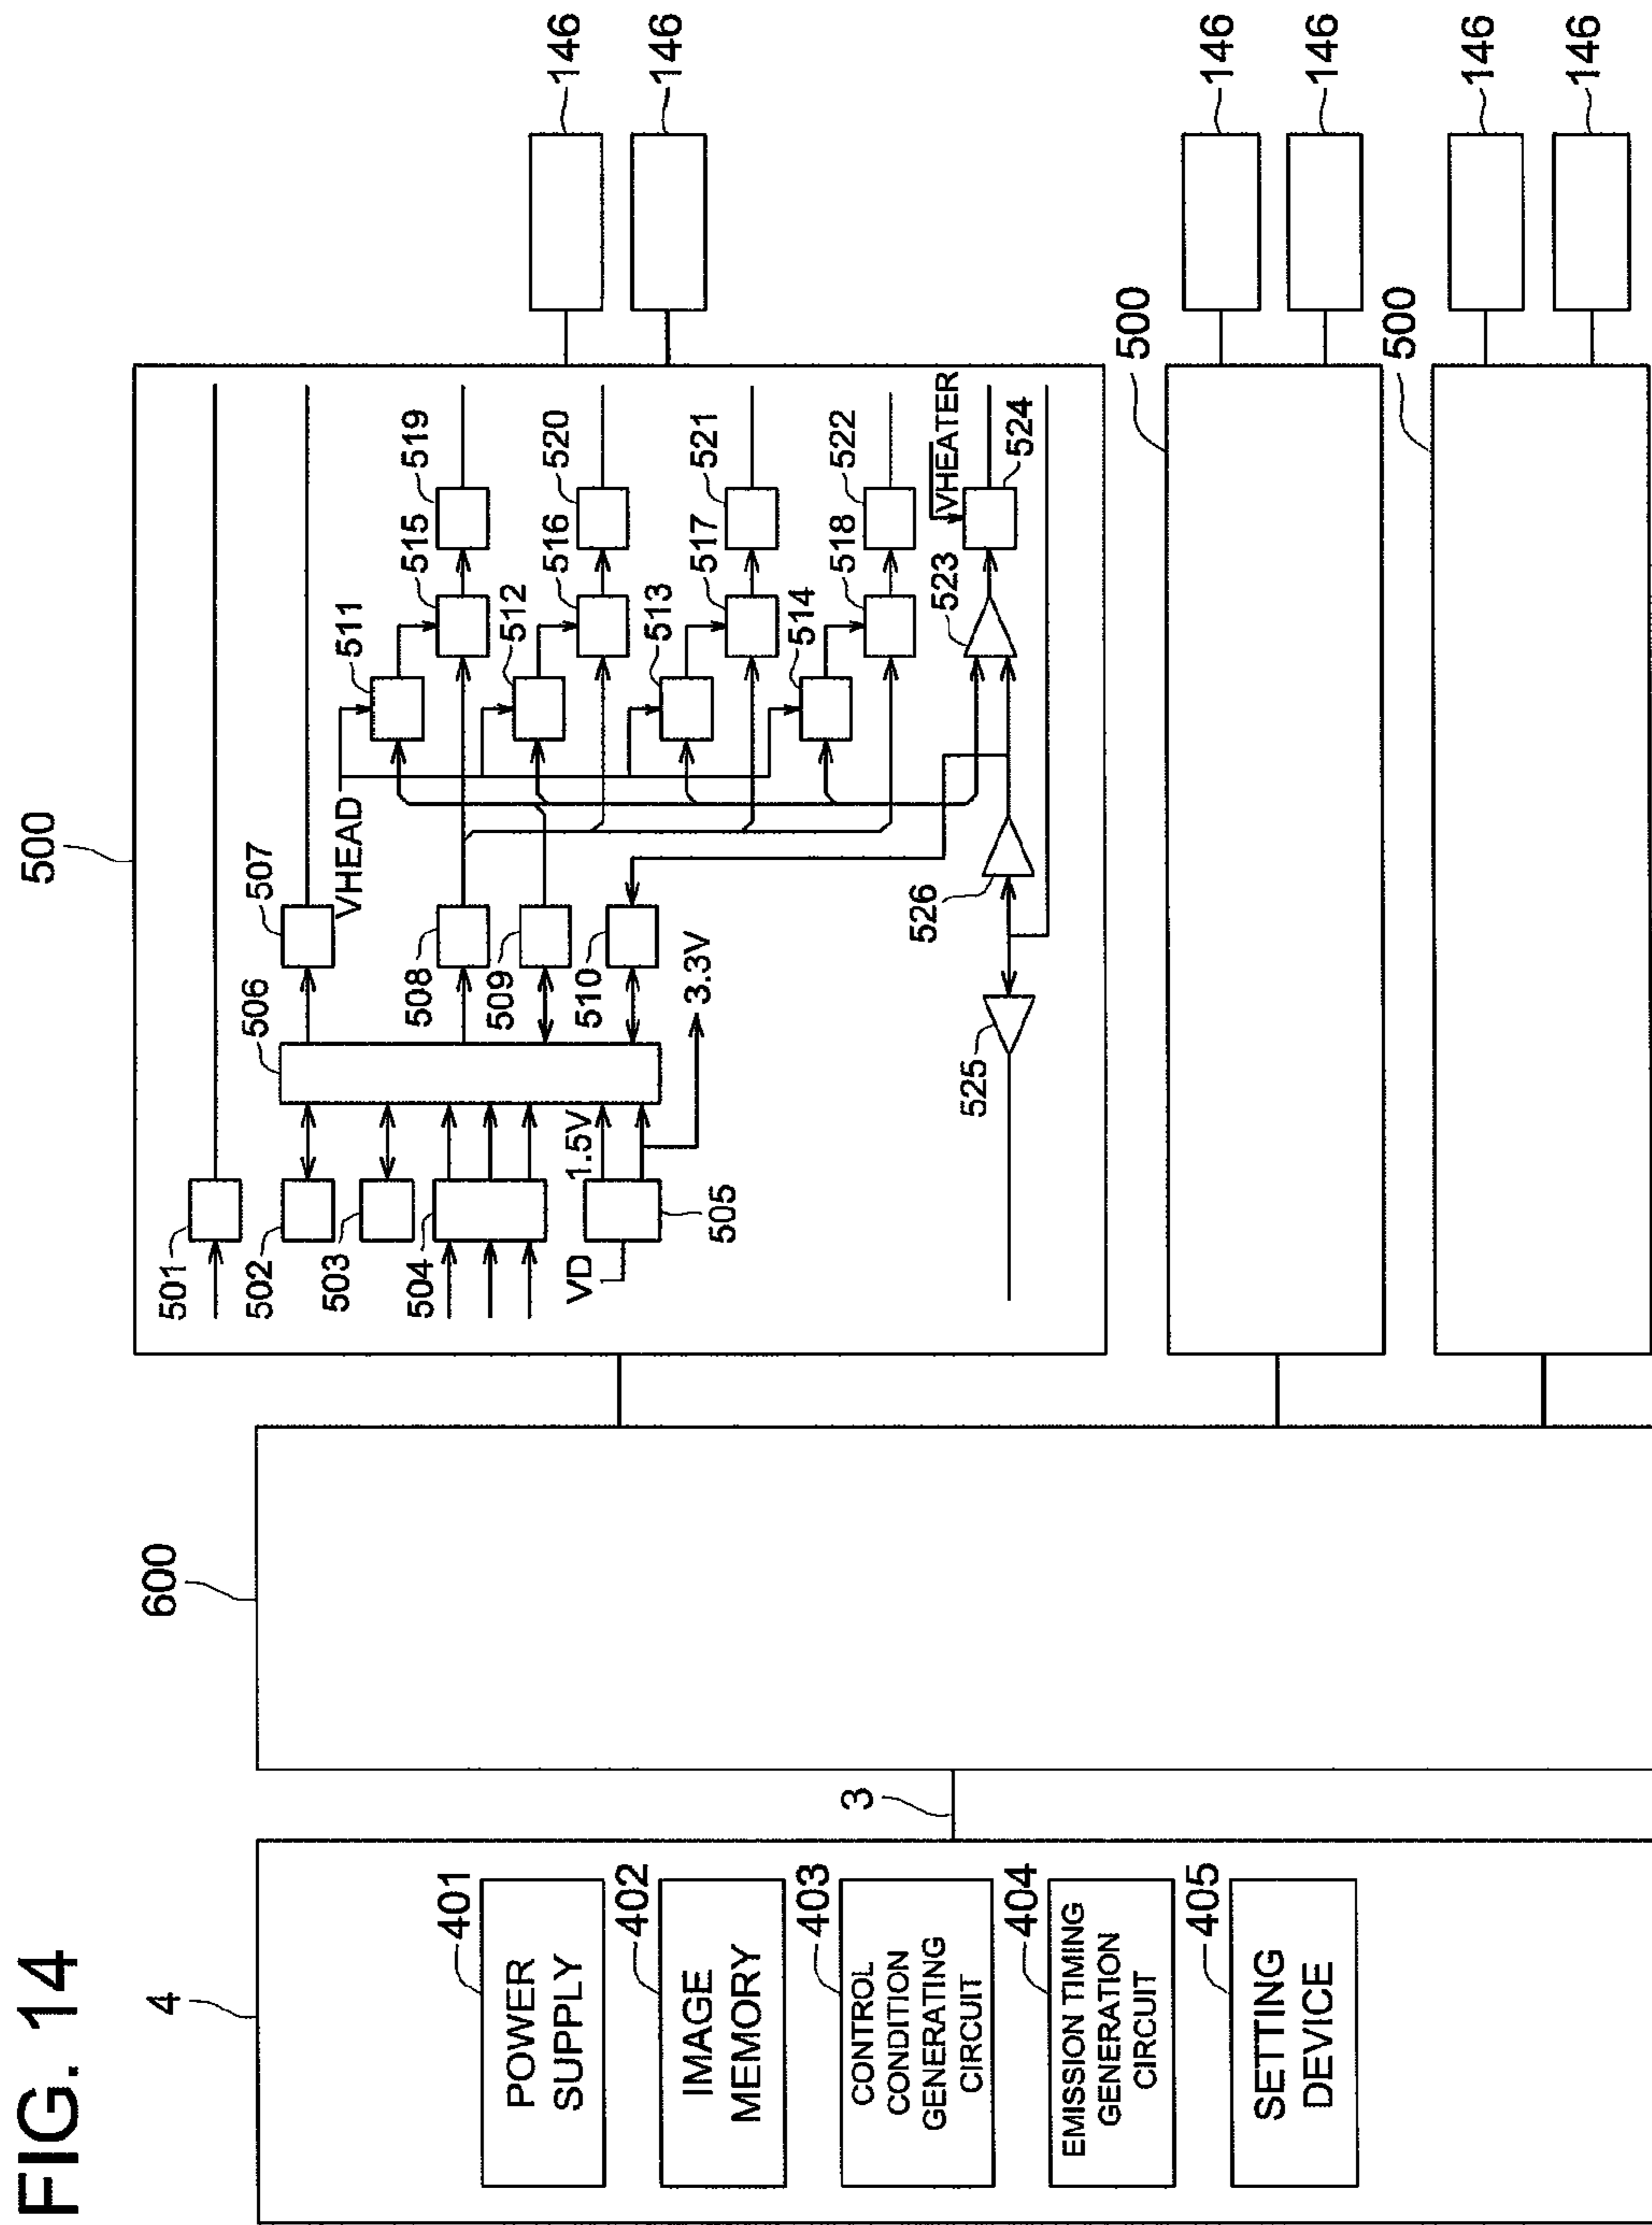 FIG. 14
4
401
POWER
SUPPLY
402
IMAGE
MEMORY
403
CONTROL
CONDITION
GENERATING
CIRCUIT
404
EMISSION TIMING
GENERATION
CIRCUIT
405
SETTING
DEVICE
3
600
500
501
502
503
504
VD
505
1.5V
3.3V
506
507
508
509
510
VHEAD
511
512
513
514
515
516
517
518
519
520
521
522
523
VHEATER
524
525
526
146
146
500
146
146
500
146
146